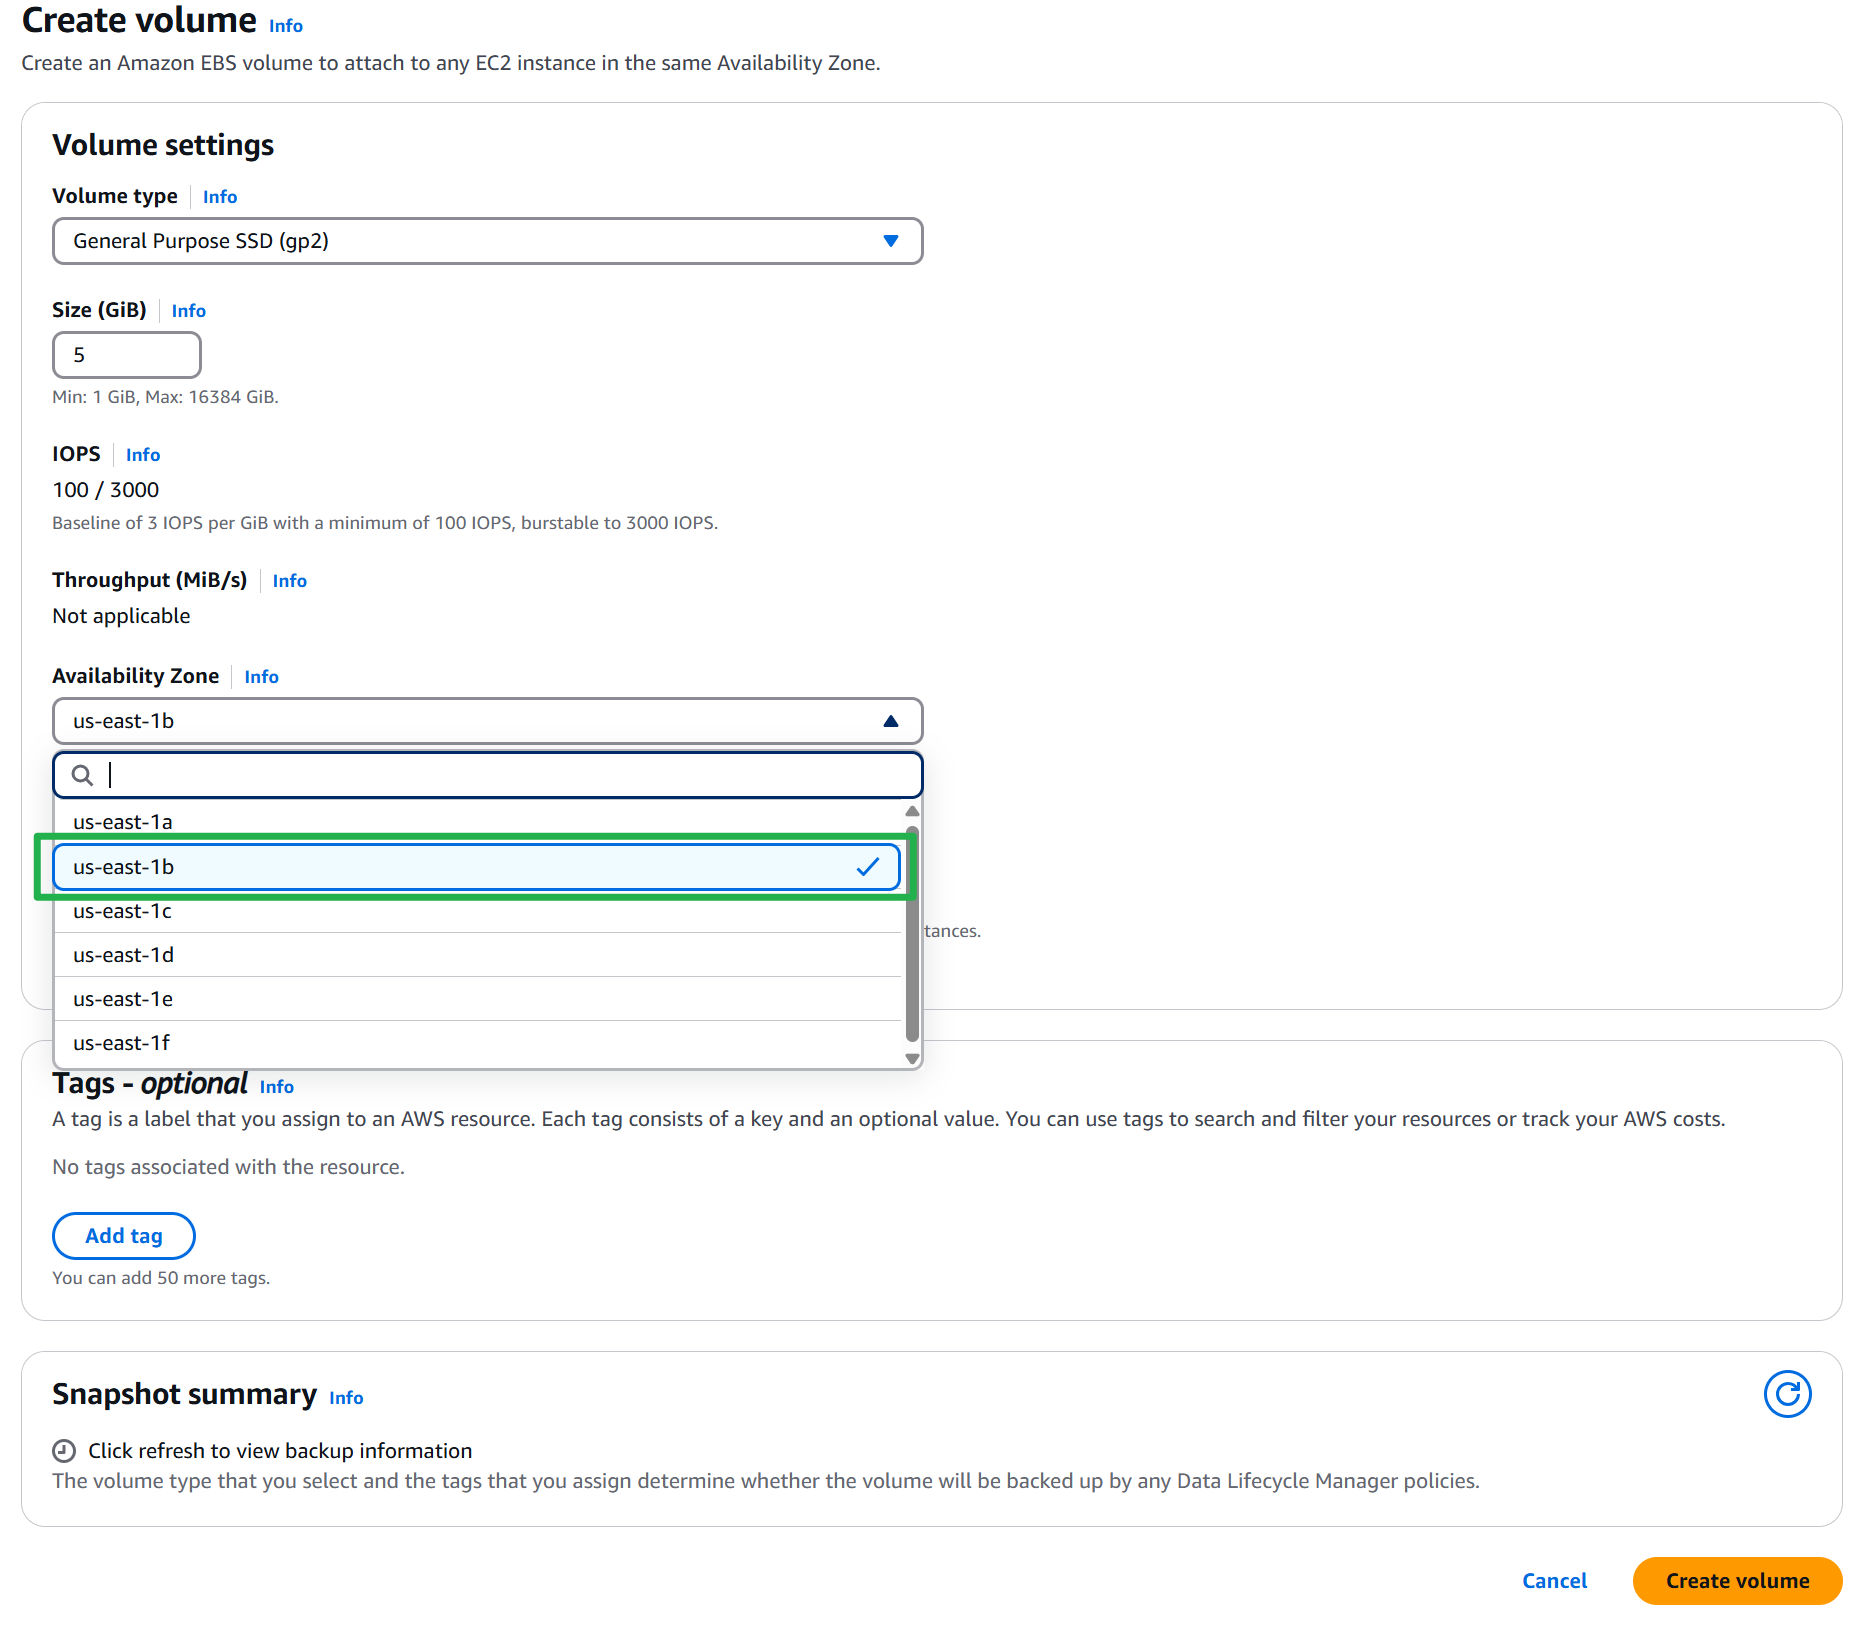 Create volume Info
Create an Amazon EBS volume to attach to any EC2 instance in the same Availability Zone.
Volume settings
Volume type Info
General Purpose SSD (gp2)
Size (GiB) Info
5
Min: 1 GiB, Max: 16384 GiB.
IOPS Info
100 / 3000
Baseline of 3 IOPS per GiB with a minimum of 100 IOPS, burstable to 3000 IOPS.
Throughput (MiB/s) Info
Not applicable
Availability Zone Info
us-east-1b
us-east-1a
us-east-1b
us-east-1c
tances.
us-east-1d
us-east-1e
us-east-1f
Tags - optional Info
A tag is a label that you assign to an AWS resource. Each tag consists of a key and an optional value. You can use tags to search and filter your resources or track your AWS costs.
No tags associated with the resource.
Add tag
You can add 50 more tags.
Snapshot summary Info
Click refresh to view backup information
The volume type that you select and the tags that you assign determine whether the volume will be backed up by any Data Lifecycle Manager policies.
Cancel Create volume